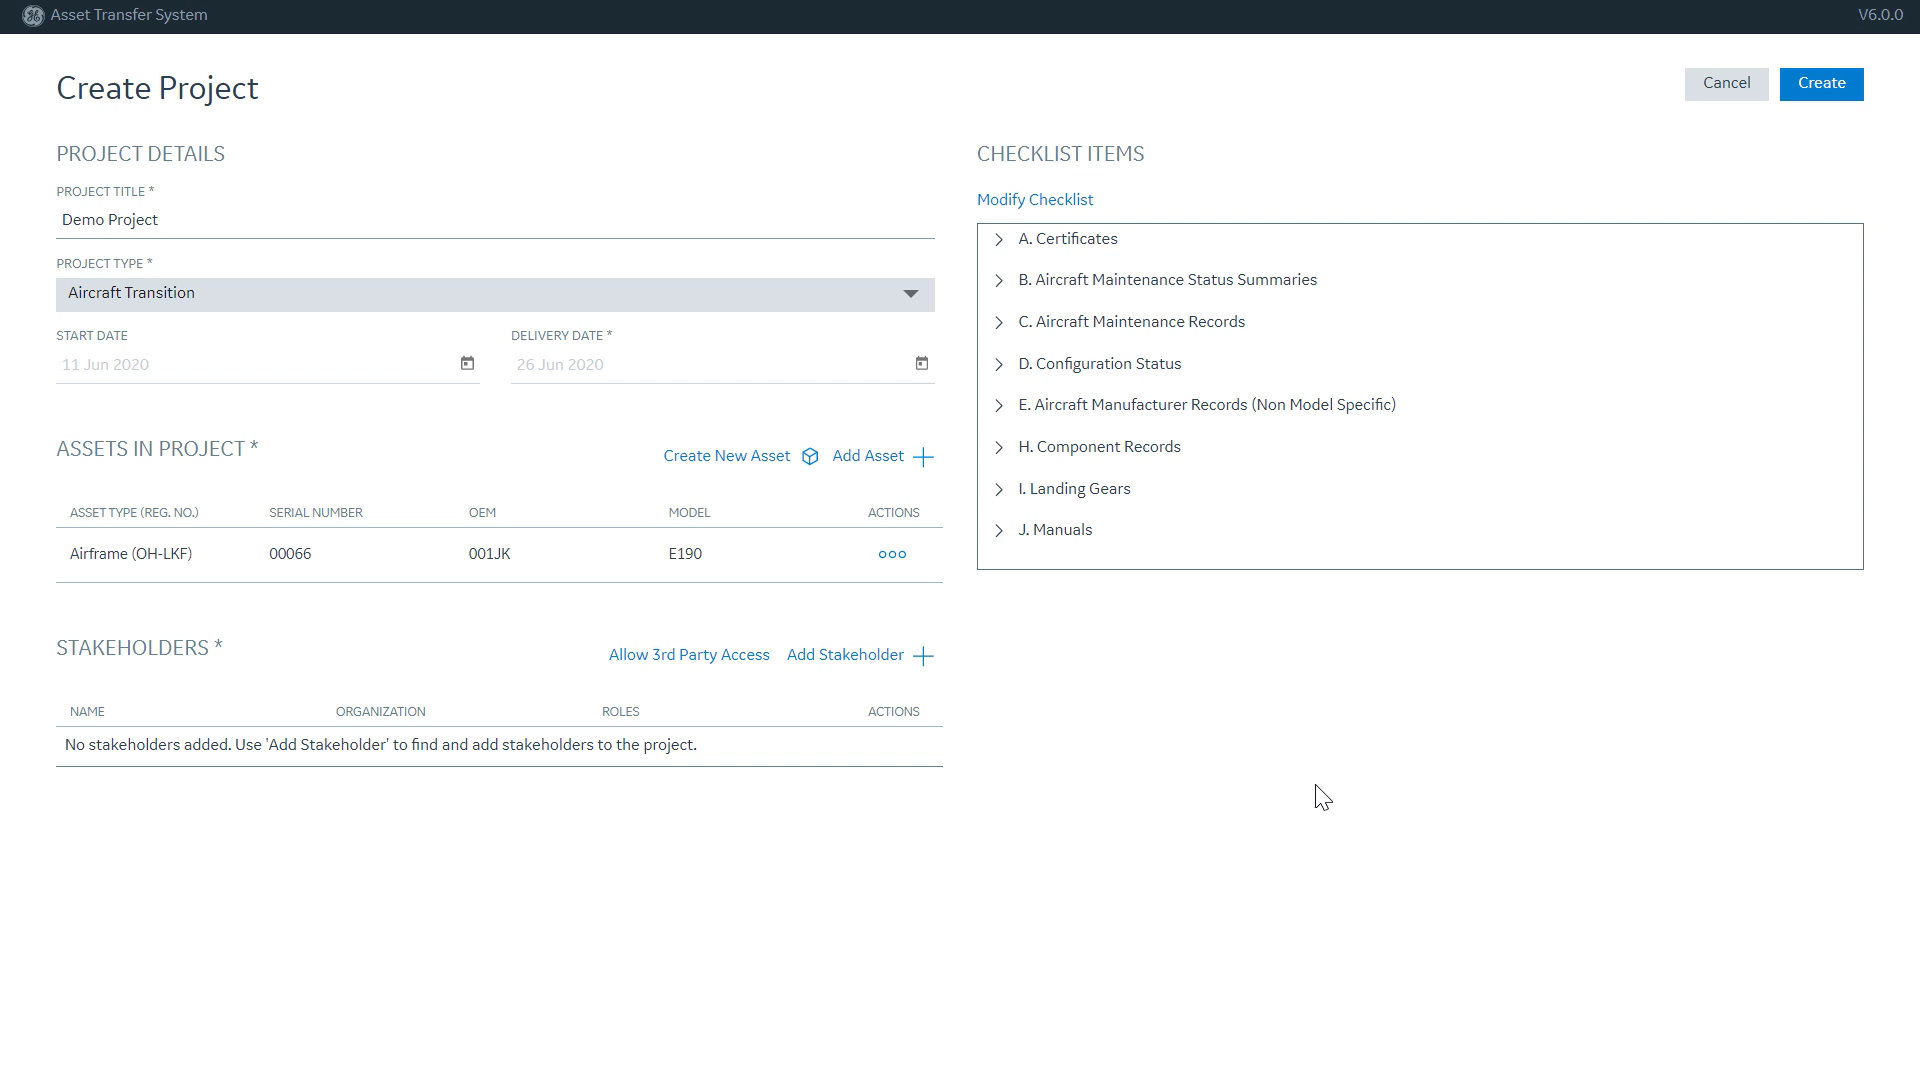 Asset Transfer System
V6.0.0
Create Project
Cancel
Create
PROJECT DETAILS
PROJECT TITLE *
Demo Project
PROJECT TYPE *
Aircraft Transition
START DATE
DELIVERY DATE *
11 Jun 2020
26 Jun 2020
ASSETS IN PROJECT *
Create New Asset
Add Asset
ASSET TYPE (REG. NO.)
SERIAL NUMBER
OEM
MODEL
ACTIONS
Airframe (OH-LKF)
00066
001JK
E190
STAKEHOLDERS *
Allow 3rd Party Access
Add Stakeholder
NAME
ORGANIZATION
ROLES
ACTIONS
No stakeholders added. Use 'Add Stakeholder' to find and add stakeholders to the project.
CHECKLIST ITEMS
Modify Checklist
A. Certificates
B. Aircraft Maintenance Status Summaries
C. Aircraft Maintenance Records
D. Configuration Status
E. Aircraft Manufacturer Records (Non Model Specific)
H. Component Records
I. Landing Gears
J. Manuals